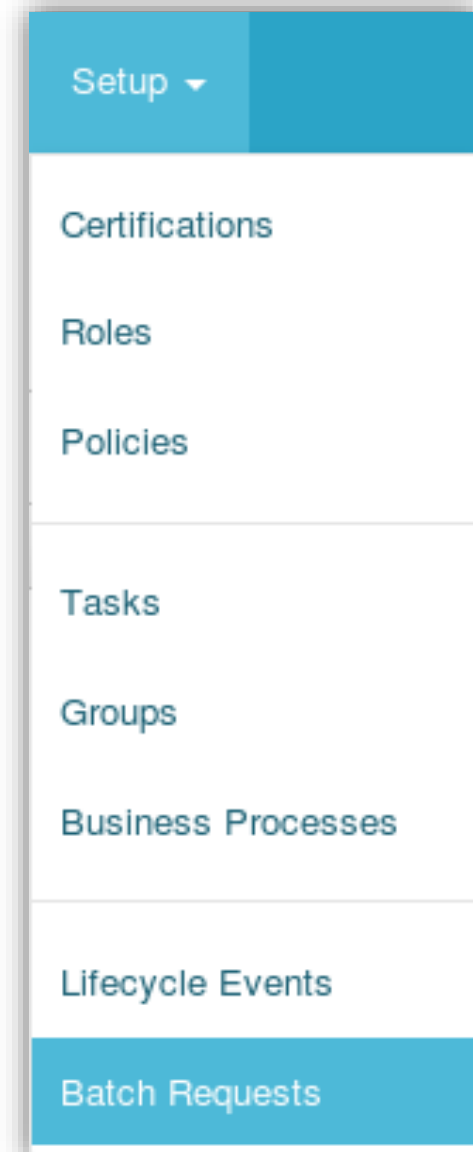 Setup
Certifications
Roles
Policies
Tasks
Groups
Business Processes
Lifecycle Events
Batch Requests